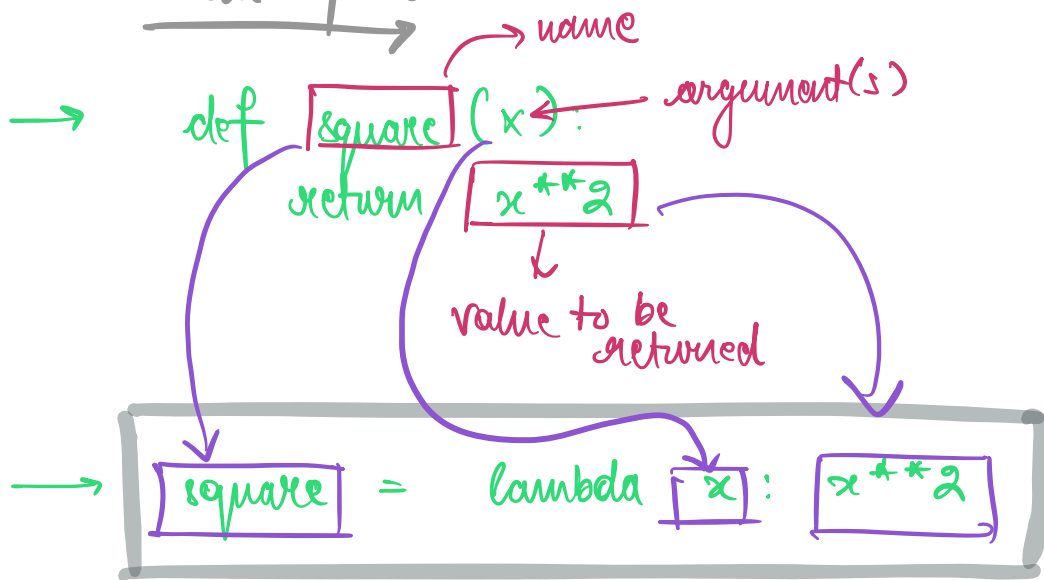 name
def square (x) : argument(s)
return x**2
value to be
returned
square = lambda x : x**2